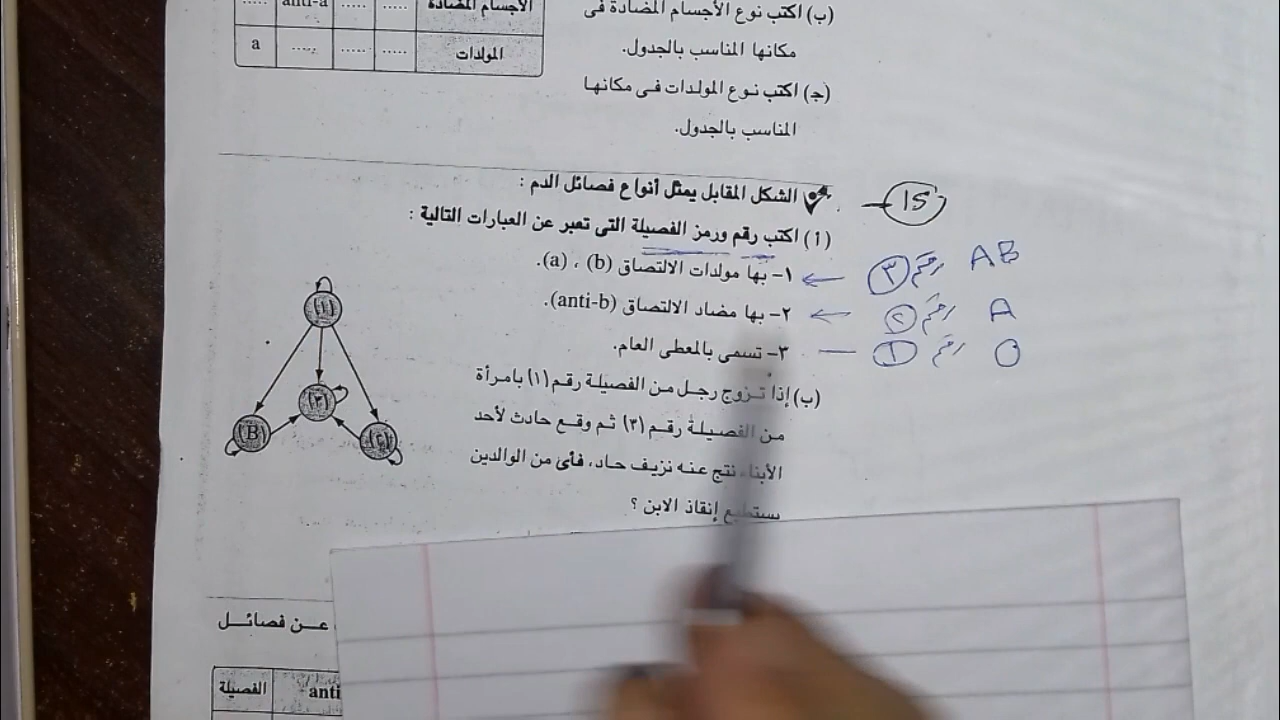 (ب) اكتب نوع الأجسام المضادة فى
مكانها المناسب بالجدول.
(ج) اكتب نوع المولدات فى مكانها
المناسب بالجدول.
الأجسام المضادة ..... ..... anti-a .....
المولدات ..... ..... ..... a
15
الشكل المقابل يمثل أنواع فصائل الدم :
(أ) اكتب رقم ورمز الفصيلة التى تعبر عن العبارات التالية :
١- بها مولدات الالتصاق (b) ، (a).
رقم ٣ AB
٢- بها مضاد الالتصاق (anti-b).
رقم ٢ A
٣- تسمى بالمعطى العام.
رقم ١ O
(ب) إذا تزوج رجل من الفصيلة رقم (١) بامرأة
من الفصيلة رقم (٣) ثم وقع حادث لأحد
الأبناء نتج عنه نزيف حاد، فأى من الوالدين
يستطيع إنقاذ الابن ؟
(١)
(٣)
(B)
(٢)
عن فصائل
الفصيلة anti